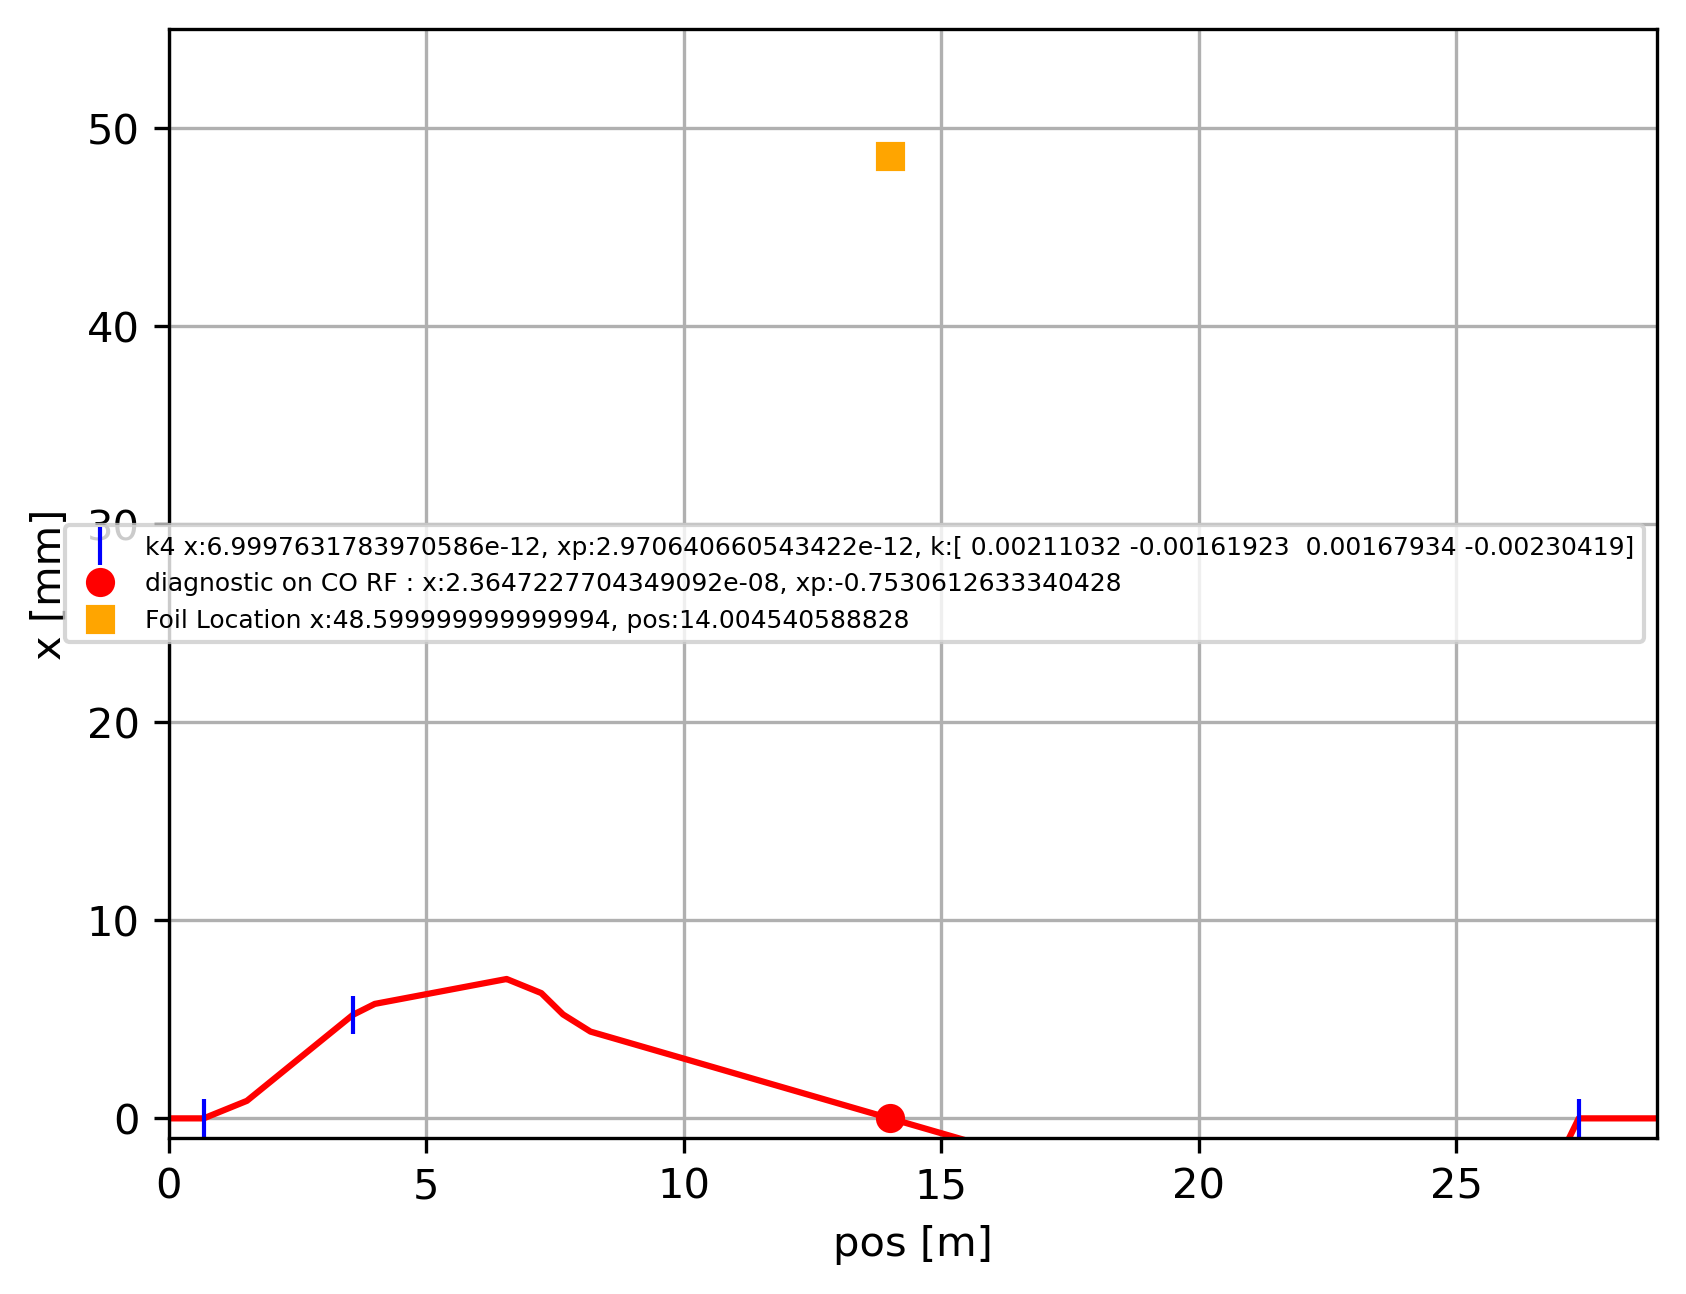 50
40
30
20
10
0
x [mm]
k4 x:6.9997631783970586e-12, xp:2.970640660543422e-12, k:[ 0.00211032 -0.00161923  0.00167934 -0.00230419]
diagnostic on CO RF : x:2.3647227704349092e-08, xp:-0.7530612633340428
Foil Location x:48.599999999999994, pos:14.004540588828
0 5 10 15 20 25
pos [m]